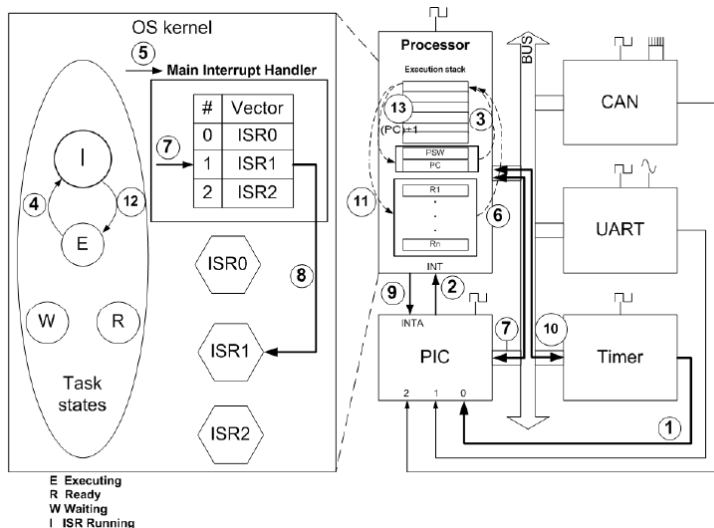 OS kernel
5
Main Interrupt Handler
# Vector
0 ISR0
1 ISR1
2 ISR2
7
I
4
12
E
W
R
Task
states
8
ISR0
ISR1
ISR2
E Executing
R Ready
W Waiting
I ISR Running
Processor
Execution stack
13
3
(PC)+1
PSW
PC
11
R1
.
.
.
Rn
6
INT
9
2
INTA
PIC
2 1 0
7
10
BUS
CAN
UART
Timer
1